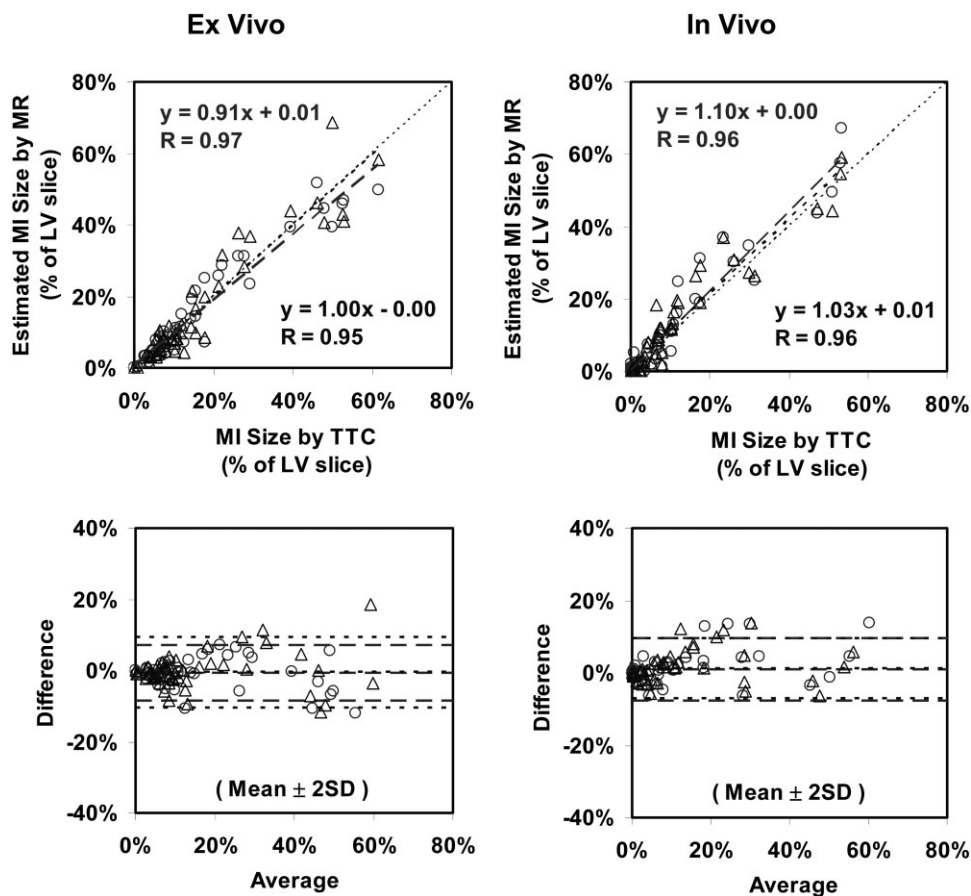 Ex Vivo
In Vivo
Estimated MI Size by MR
(% of LV slice)
80%
60%
40%
20%
0%
y = 0.91x + 0.01
R = 0.97
y = 1.00x - 0.00
R = 0.95
0% 20% 40% 60% 80%
MI Size by TTC
(% of LV slice)
Estimated MI Size by MR
(% of LV slice)
80%
60%
40%
20%
0%
y = 1.10x + 0.00
R = 0.96
y = 1.03x + 0.01
R = 0.96
0% 20% 40% 60% 80%
MI Size by TTC
(% of LV slice)
Difference
40%
20%
0%
-20%
-40%
( Mean ± 2SD )
0% 20% 40% 60% 80%
Average
Difference
40%
20%
0%
-20%
-40%
( Mean ± 2SD )
0% 20% 40% 60% 80%
Average